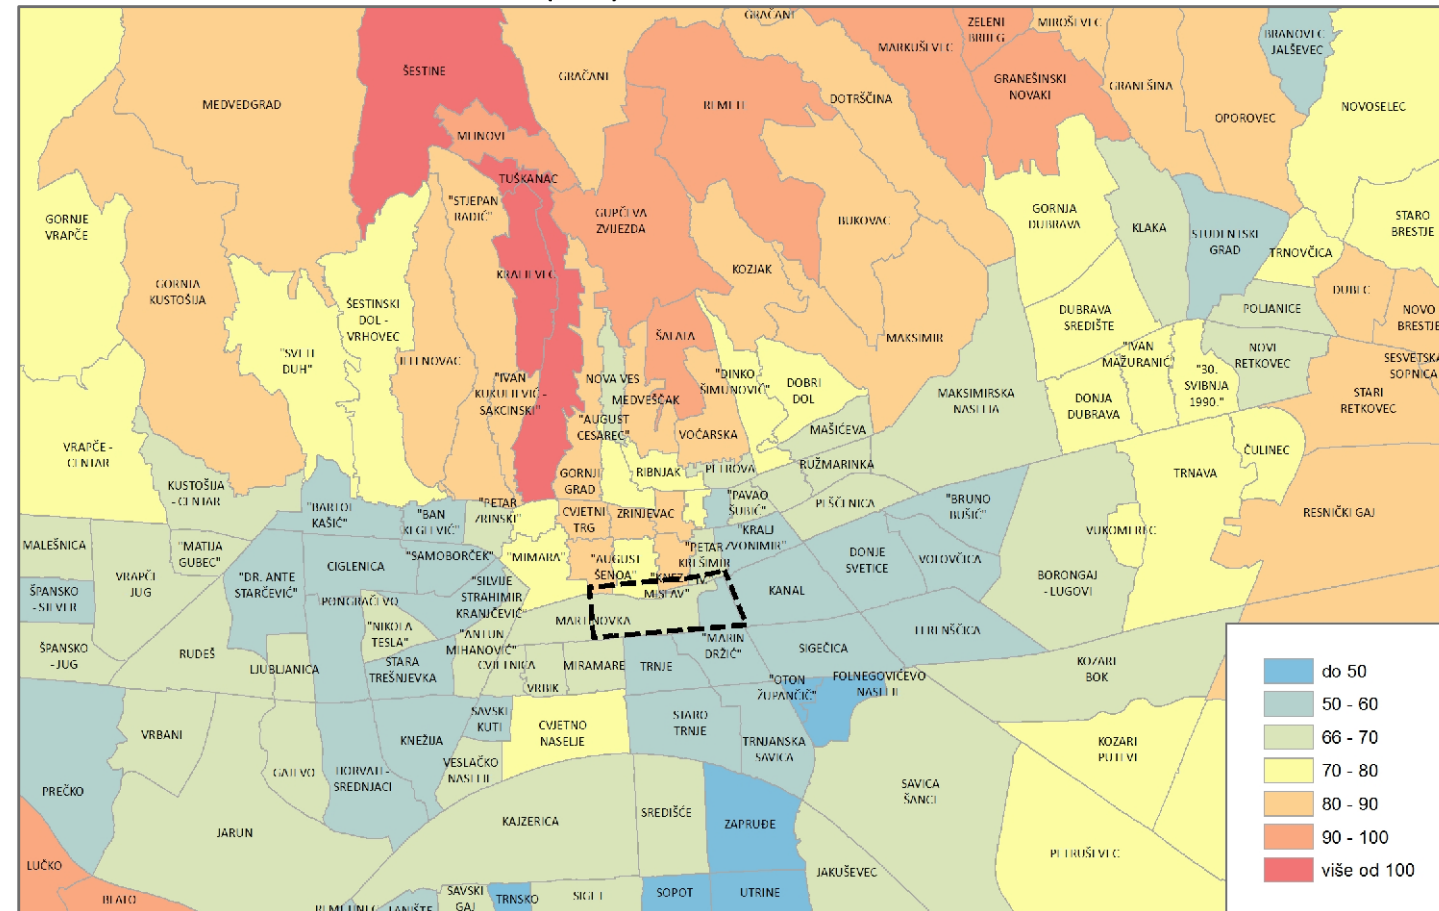 GRAČANI
ZELENI
BRIJEG
MIROŠEVEC
BRANOVEC
JALŠEVEC
MARKUŠEVEC
ŠESTINE
GRAČANI
GRANEŠINSKI
NOVAKI
GRANEŠINA
MEDVEDGRAD
REMETE
DOTRŠČINA
NOVOSELEC
OPOROVEC
MLINOVI
TUŠKANAC
"STJEPAN
RADIĆ"
GORNJE
VRAPČE
GUPČEVA
ZVIJEZDA
BUKOVAC
GORNJA
DUBRAVA
KLAKA
STUDENTSKI
GRAD
STARO
BRESTJE
TRNOVČICA
KRALJEVEC
KOZJAK
GORNJA
KUSTOŠIJA
ŠESTINSKI
DOL -
VRHOVEC
DUBEC
DUBRAVA
SREDIŠTE
POLJANICE
NOVO
BRESTJE
ŠALATA
MAKSIMIR
JELENOVAC
"SVETI
DUH"
"IVAN
MAŽURANIĆ"
NOVI
RETKOVEC
SESVETSKA
SOPNICA
"IVAN
KUKULJEVIĆ -
SAKCINSKI"
NOVA VES
MEDVEŠČAK
"DINKO
ŠIMUNOVIĆ"
DOBRI
DOL
MAKSIMIRSKA
NASELJA
DONJA
DUBRAVA
"30.
SVIBNJA
1990."
STARI
RETKOVEC
"AUGUST
CESAREC"
VOČARSKA
MAŠIĆEVA
VRAPČE -
CENTAR
ČULINEC
KUSTOŠIJA
- CENTAR
GORNJI
GRAD
RIBNJAK
PETROVA
RUŽMARINKA
TRNAVA
"BARTOL
KAŠIĆ"
"BAN
KEGLEVIĆ"
"PETAR
ZRINSKI"
CVJETNI
TRG
ZRINJEVAC
"PAVAO
ŠUBIĆ"
PEŠČENICA
"BRUNO
BUŠIĆ"
RESNIČKI GAJ
VUKOMEREC
"KRALJ
ZVONIMIR"
MALEŠNICA
"MATIJA
GUBEC"
"SAMOBORČEK"
"MIMARA"
"AUGUST
ŠENOA"
"PETAR
KREŠIMIR
IV."
"KNEZ
MISLAV"
DONJE
SVETICE
VOLOVČICA
VRAPČE
JUG
CIGLENICA
"DR. ANTE
STARČEVIĆ"
BORONGAJ
- LUGOVI
ŠPANSKO
- SILVER
PONGRAČEVO
"SILVIJE
STRAHIMIR
KRANJČEVIĆ"
KANAL
MARTINOVKA
"NIKOLA
TESLA"
FERENŠČICA
ŠPANSKO
- JUG
RUDEŠ
"ANTUN
MIHANOVIĆ"
"MARIN
DRŽIĆ"
SIGEČICA
LJUBLJANICA
STARA
TREŠNJEVKA
CVJETNICA
MIRAMARE
TRNJE
KOZARI
BOK
"OTON
ŽUPANČIĆ"
FOLNEGOVIĆEVO
NASELJE
VRBIK
SAVSKI
KUTI
CVJETNO
NASELJE
STARO
TRNJE
VRBANI
KNEŽIJA
TRNJANSKA
SAVICA
KOZARI
PUTEVI
VESLAČKO
NASELJE
GAJEVO
HORVATI -
SREDNJACI
PREČKO
SAVICA
ŠANCI
JARUN
KAJZERICA
SREDIŠĆE
ZAPRUĐE
LUČKO
PETRUŠEVEC
JAKUŠEVEC
BLATO
REMETINEC
LANIŠTE
SAVSKI
GAJ
TRNSKO
SIGET
SOPOT
UTRINE
do 50
50 - 60
66 - 70
70 - 80
80 - 90
90 - 100
više od 100